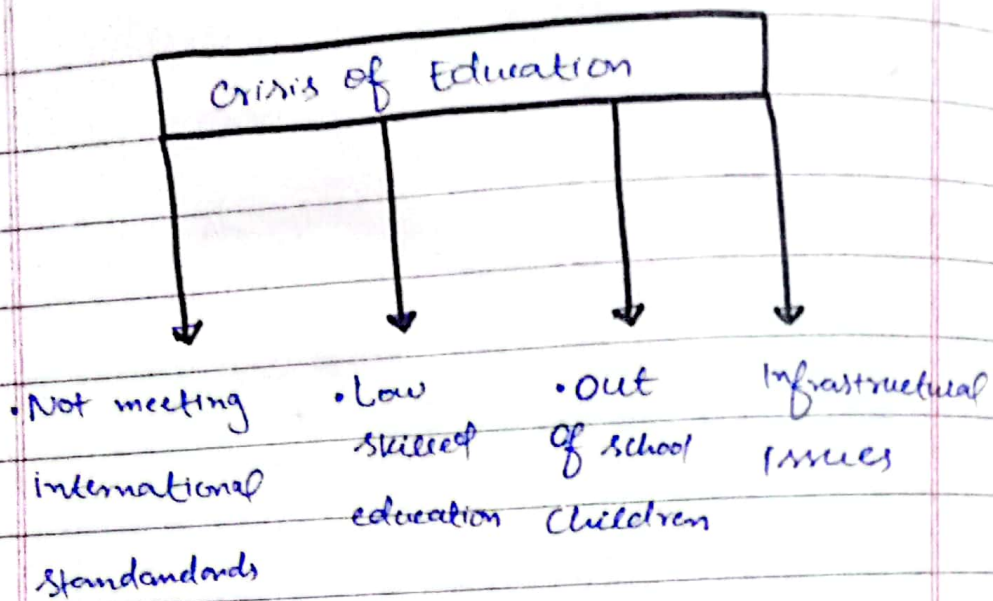 Crisis of Education
• Not meeting
international
standandards
• Low
skilled
education
• Out
of school
Children
Infrastructural
Issues